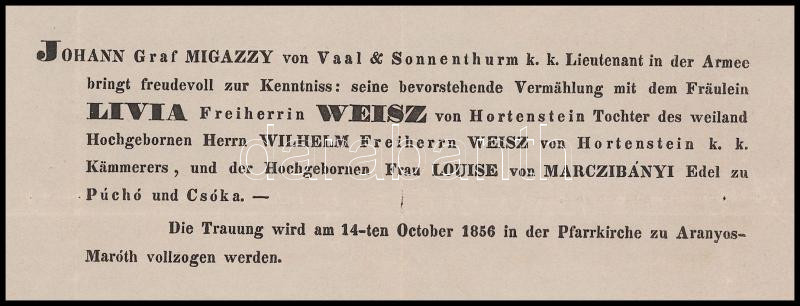 JOHANN Graf MIGAZZY von Vaal & Sonnenthurm k. k. Lieutenant in der Armee
bringt freudevoll zur Kenntniss: seine bevorstehende Vermählung mit dem Fräulein
LIVIA Freiherrin WEISZ von Hortenstein Tochter des weiland
Hochgebornen Herrn WILHELM Freiherrn WEISZ von Hortenstein k. k.
darabanth
Kämmerers, und der Hochgebornen Frau LOUISE von MARCZIBÁNYI Edel zu
Púchó und Csóka. —
Die Trauung wird am 14-ten October 1856 in der Pfarrkirche zu Aranyos-
Maróth vollzogen werden.